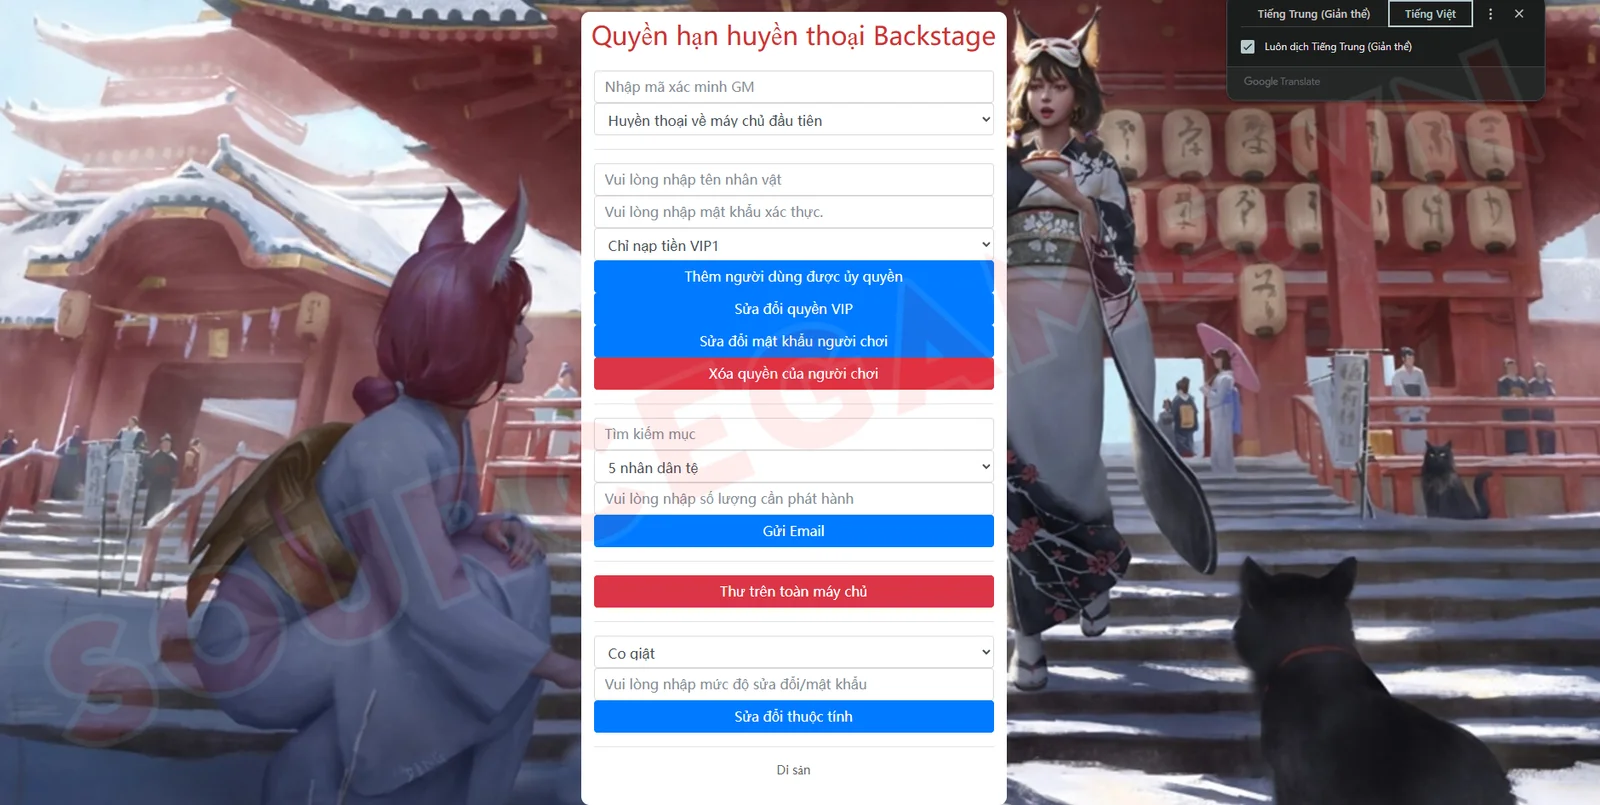 Quyền hạn huyền thoại Backstage
Tiếng Trung (Giản thể)
Tiếng Việt
Luôn dịch Tiếng Trung (Giản thể)
Google Translate
Nhập mã xác minh GM
Huyền thoại về máy chủ đầu tiên
Vui lòng nhập tên nhân vật
Vui lòng nhập mật khẩu xác thực.
Chỉ nạp tiền VIP1
Thêm người dùng được ủy quyền
Sửa đổi quyền VIP
Sửa đổi mật khẩu người chơi
Xóa quyền của người chơi
Tìm kiếm mục
5 nhân dân tệ
Vui lòng nhập số lượng cần phát hành
Gửi Email
Thư trên toàn máy chủ
Co giật
Vui lòng nhập mức độ sửa đổi/mật khẩu
Sửa đổi thuộc tính
Di sản
SOURCEGAMEVN